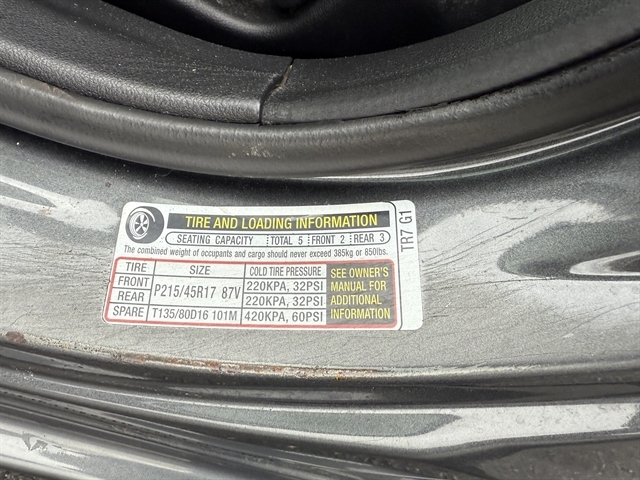 TIRE AND LOADING INFORMATION
SEATING CAPACITY TOTAL 5 FRONT 2 REAR 3
The combined weight of occupants and cargo should never exceed 385kg or 850lbs.
TIRE SIZE COLD TIRE PRESSURE
FRONT P215/45R17 87V 220KPA, 32PSI
REAR 220KPA, 32PSI
SPARE T135/80D16 101M 420KPA, 60PSI
SEE OWNER'S
MANUAL FOR
ADDITIONAL
INFORMATION
TR7 G1